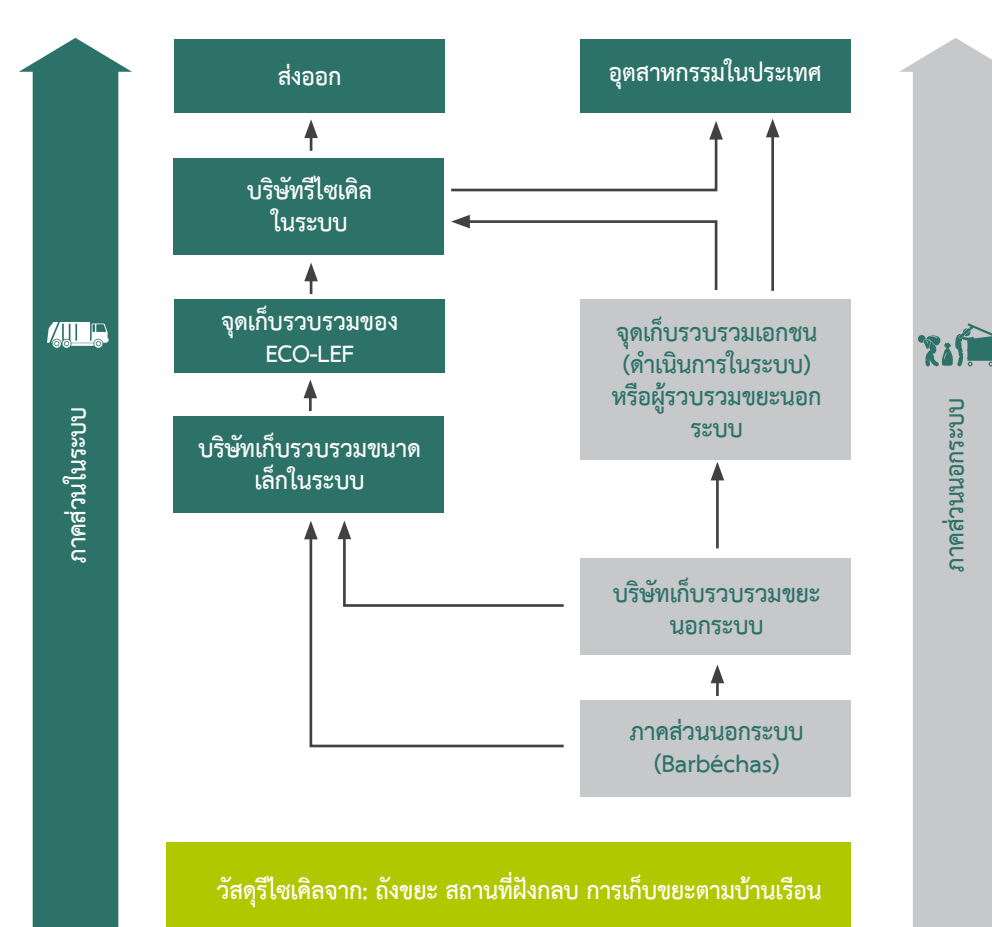 ส่งออก
อุตสาหกรรมในประเทศ
บริษัทรีไซเคิล
ในระบบ
จุดเก็บรวบรวมของ
ECO-LEF
จุดเก็บรวบรวมเอกชน
(ดำเนินการในระบบ)
หรือผู้รวบรวมขยะนอก
ระบบ
บริษัทเก็บรวบรวมขนาด
เล็กในระบบ
บริษัทเก็บรวบรวมขยะ
นอกระบบ
ภาคส่วนนอกระบบ
(Barbéchas)
วัสดุรีไซเคิลจาก: ถังขยะ สถานที่ฝังกลบ การเก็บขยะตามบ้านเรือน
ภาคส่วนในระบบ
ภาคส่วนนอกระบบ